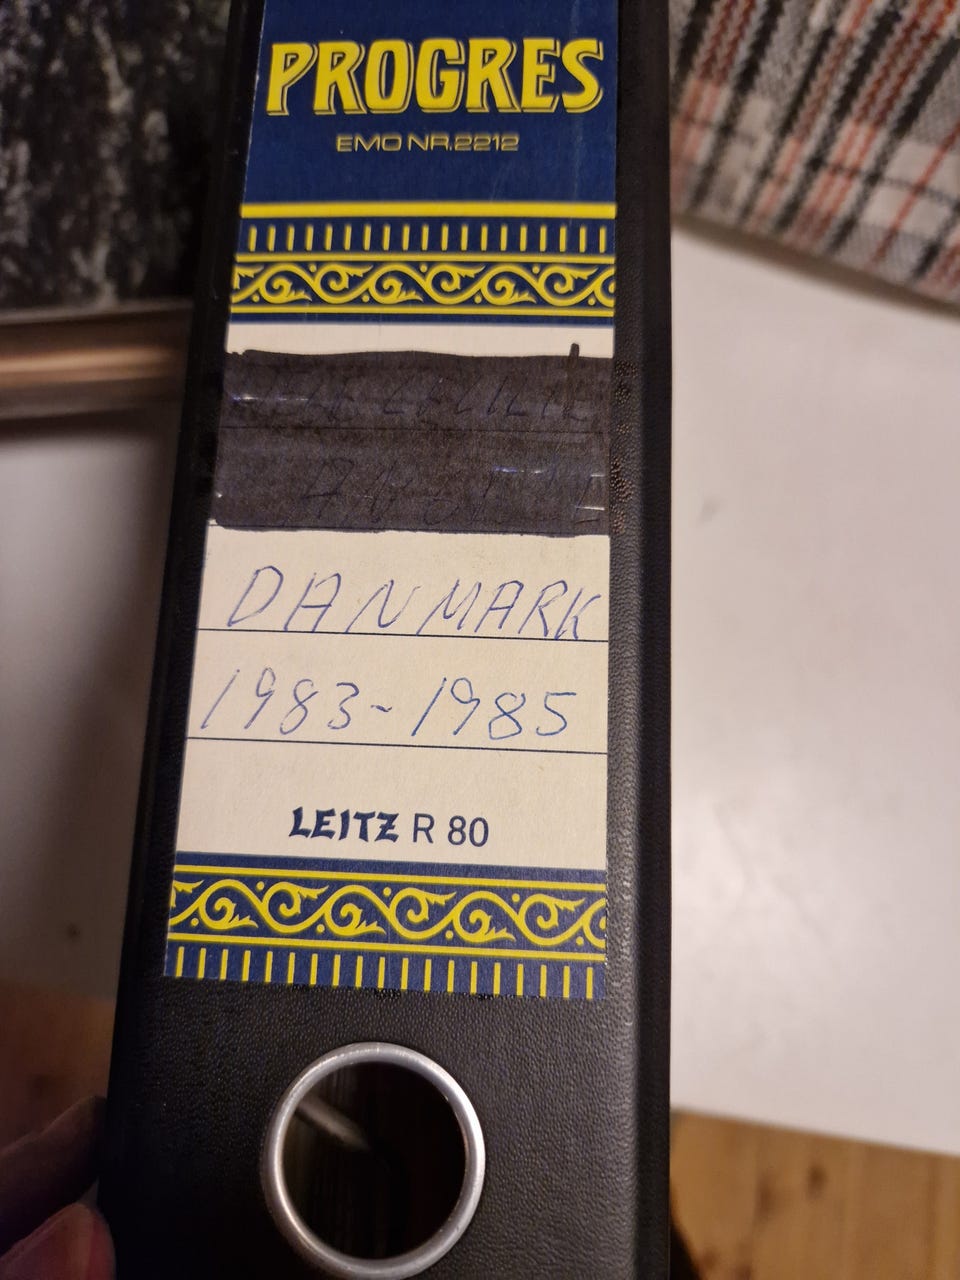 PROGRES
EMO NR.2212
DANMARK
1983-1985
LEITZ R 80